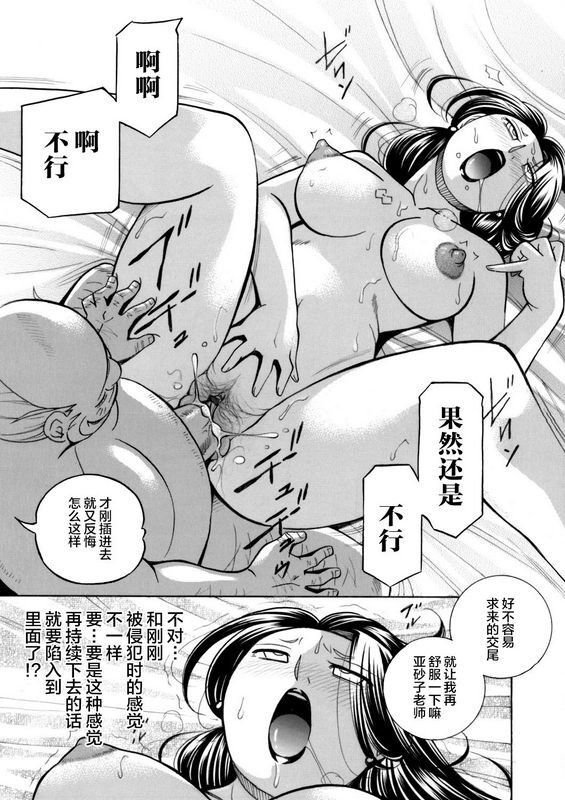 啊啊
啊
不行
果然还是
不行
才刚插进去
就又反悔
怎么这样
好不容易
求来的交尾
就让我再
舒服一下嘛
亚砂子老师
不对…
和刚刚
被侵犯时的感觉
不一样
要…要是这种感觉
再持续下去的话
就要陷入到
里面了!?